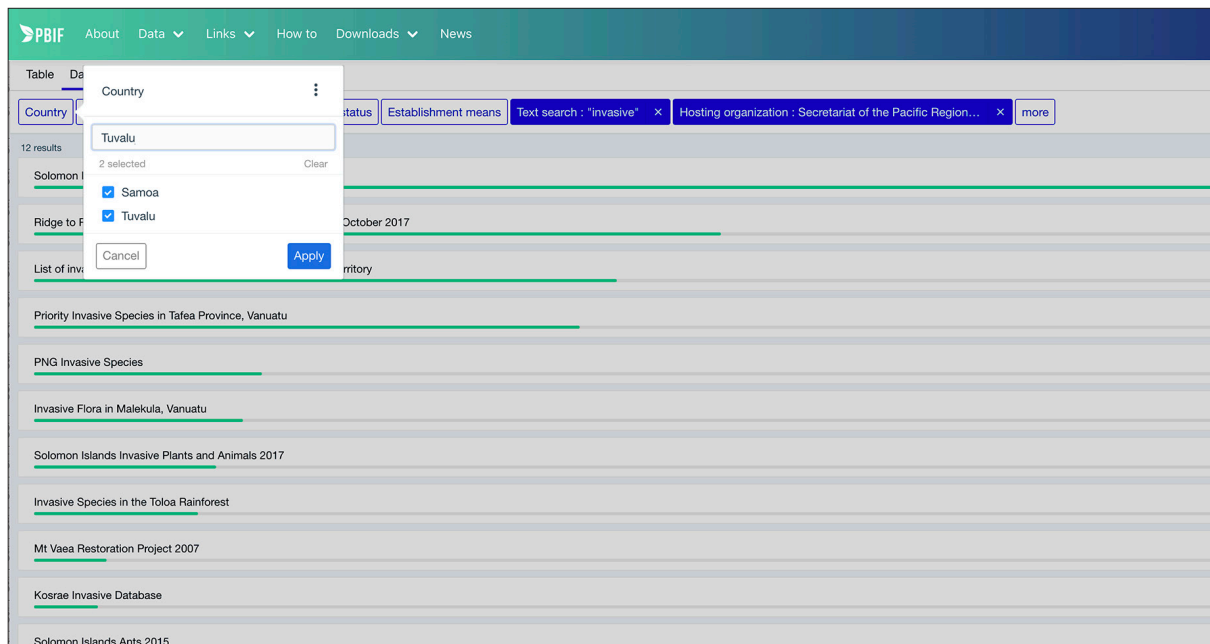 PBIF About Data Links How to Downloads News
Table Da
Country status Establishment means Text search : "invasive" × Hosting organization : Secretariat of the Pacific Region... × more
Country
Tuvalu
2 selected Clear
Samoa
Tuvalu
Cancel Apply
12 results
Solomon I
Ridge to R October 2017
List of inva rritory
Priority Invasive Species in Tafea Province, Vanuatu
PNG Invasive Species
Invasive Flora in Malekula, Vanuatu
Solomon Islands Invasive Plants and Animals 2017
Invasive Species in the Toloa Rainforest
Mt Vaea Restoration Project 2007
Kosrae Invasive Database
Solomon Islands Ants 2015